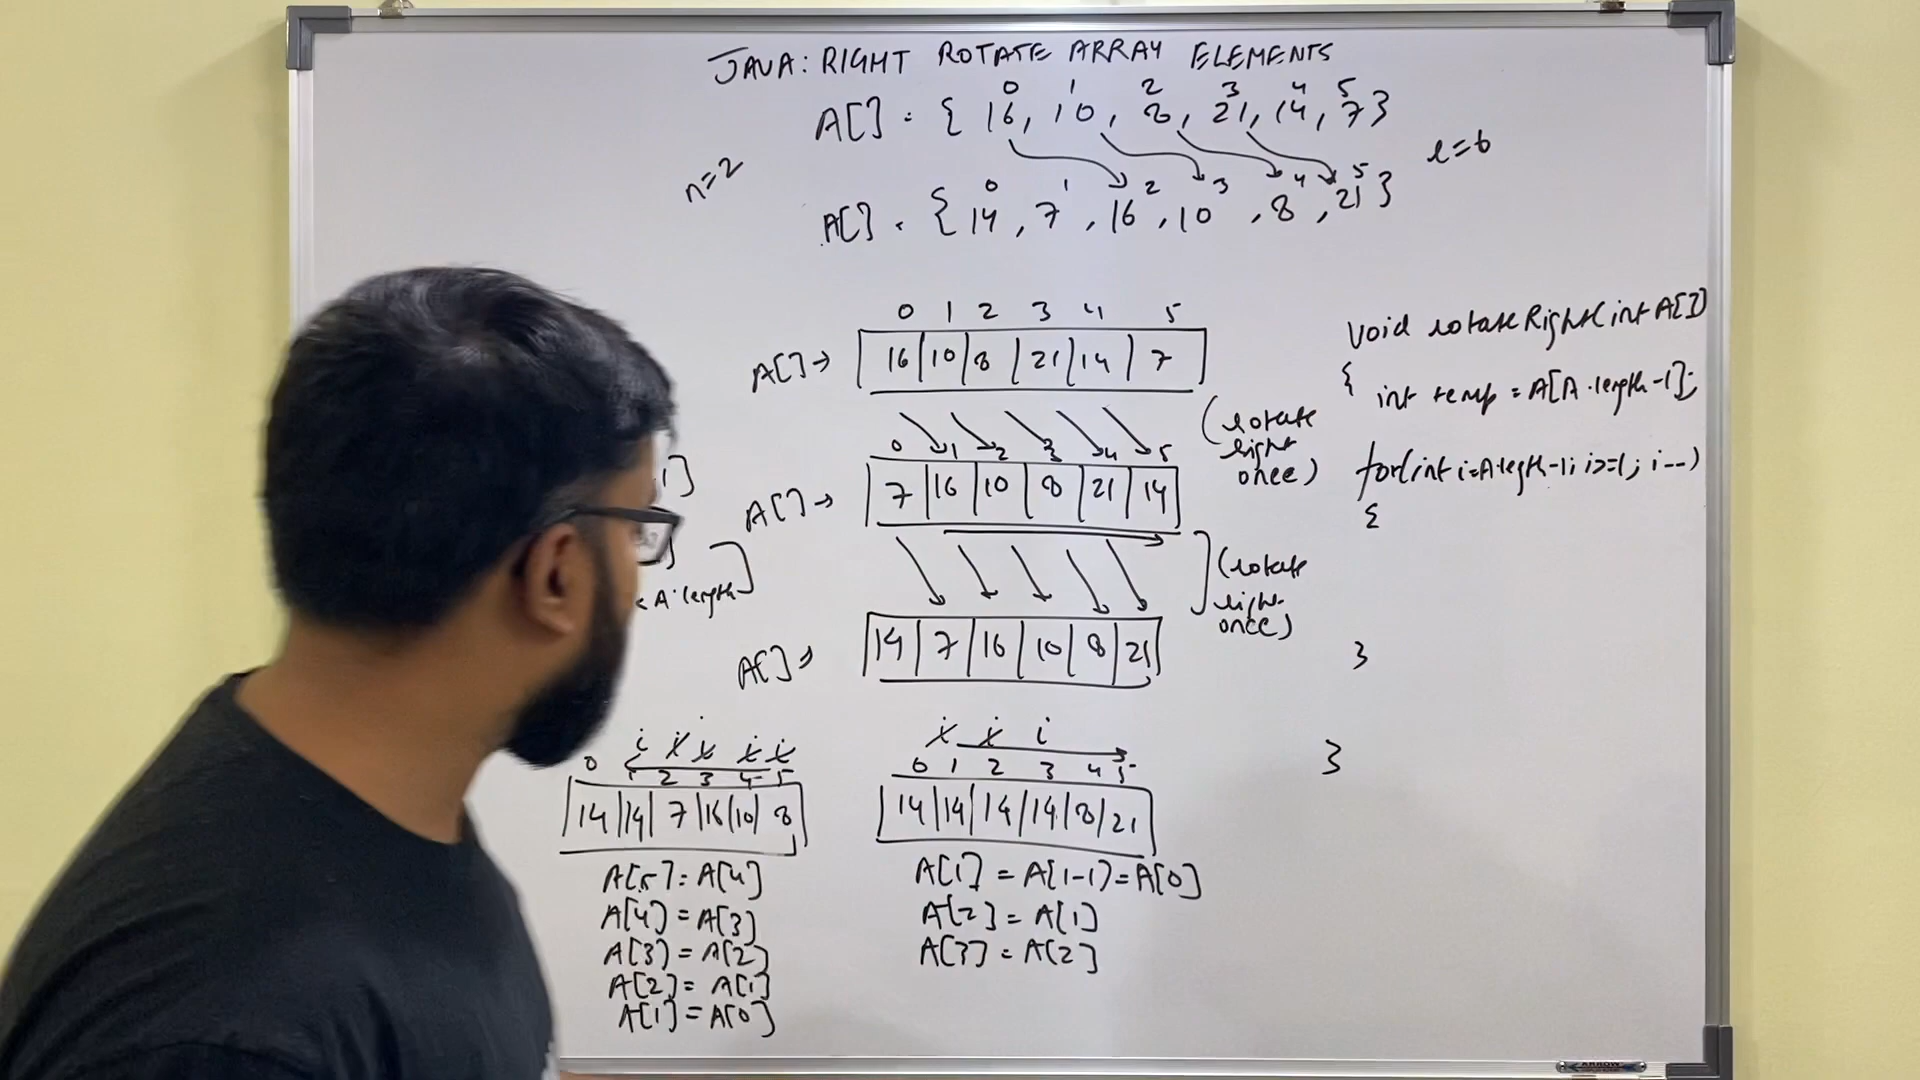 JAVA: RIGHT ROTATE ARRAY ELEMENTS
0 1 2 3 4 5
A[] = { 16, 10, 8, 21, 14, 7 }
n=2
l=6
0 1 2 3 4 5
A[] = { 14, 7, 16, 10, 8, 21 }
0 1 2 3 4 5
A[] → 16 10 8 21 14 7
(rotate
right
once)
0 1 2 3 4 5
A[] → 7 16 10 8 21 14
(rotate
right
once)
A[] → 14 7 16 10 8 21
void rotateRight(int A[])
{
int temp = A[A.length-1];
for(int i=A.legth-1; i>=1; i--)
{
}
}
1]
]
< A.length
i i i i i
0 1 2 3 4 5
14 14 7 16 10 8
A[5] = A[4]
A[4] = A[3]
A[3] = A[2]
A[2] = A[1]
A[1] = A[0]
i i i
0 1 2 3 4 5
14 14 14 14 8 21
A[1] = A[1-1] = A[0]
A[2] = A[1]
A[3] = A[2]
ARROW